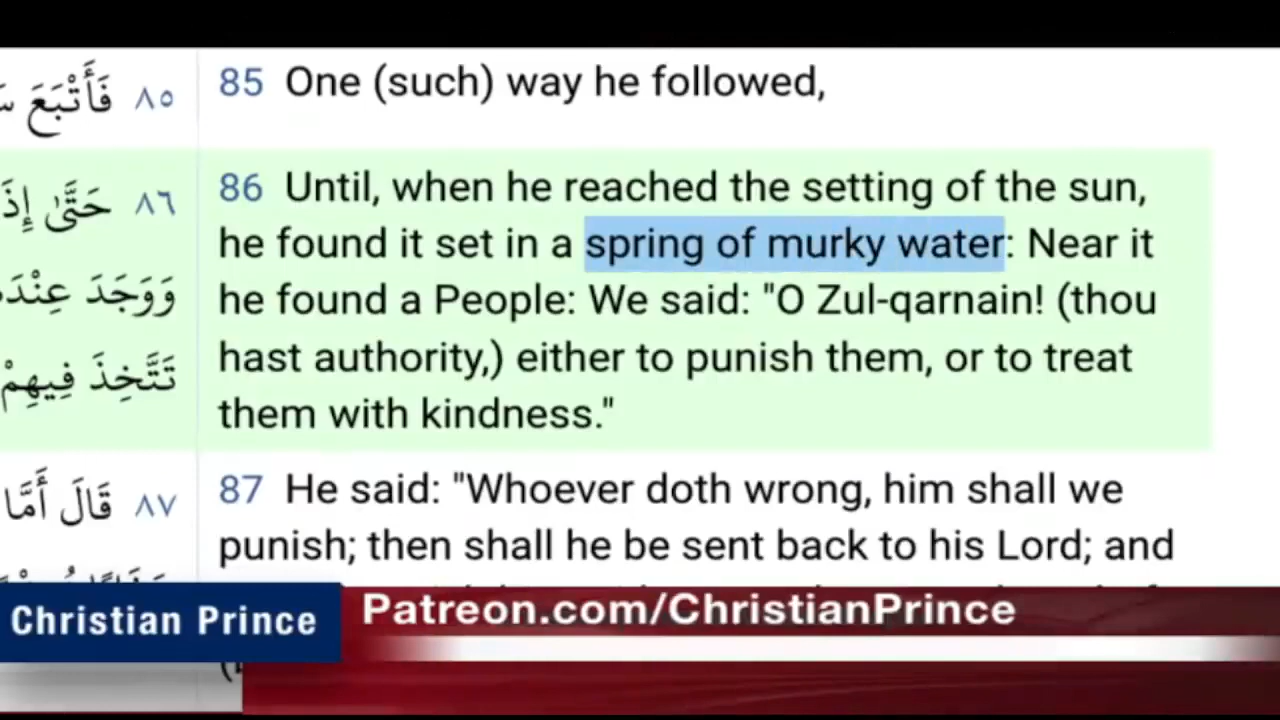 85 One (such) way he followed,
٨٥ فَأَتْبَعَ
86 Until, when he reached the setting of the sun,
he found it set in a spring of murky water: Near it
he found a People: We said: "O Zul-qarnain! (thou
hast authority,) either to punish them, or to treat
them with kindness."
٨٦ حَتَّىٰ
وَوَجَدَ
تَتَّخِذَ فِيهِمْ
87 He said: "Whoever doth wrong, him shall we
punish; then shall he be sent back to his Lord; and
٨٧ قَالَ أَمَّا
Christian Prince
Patreon.com/ChristianPrince